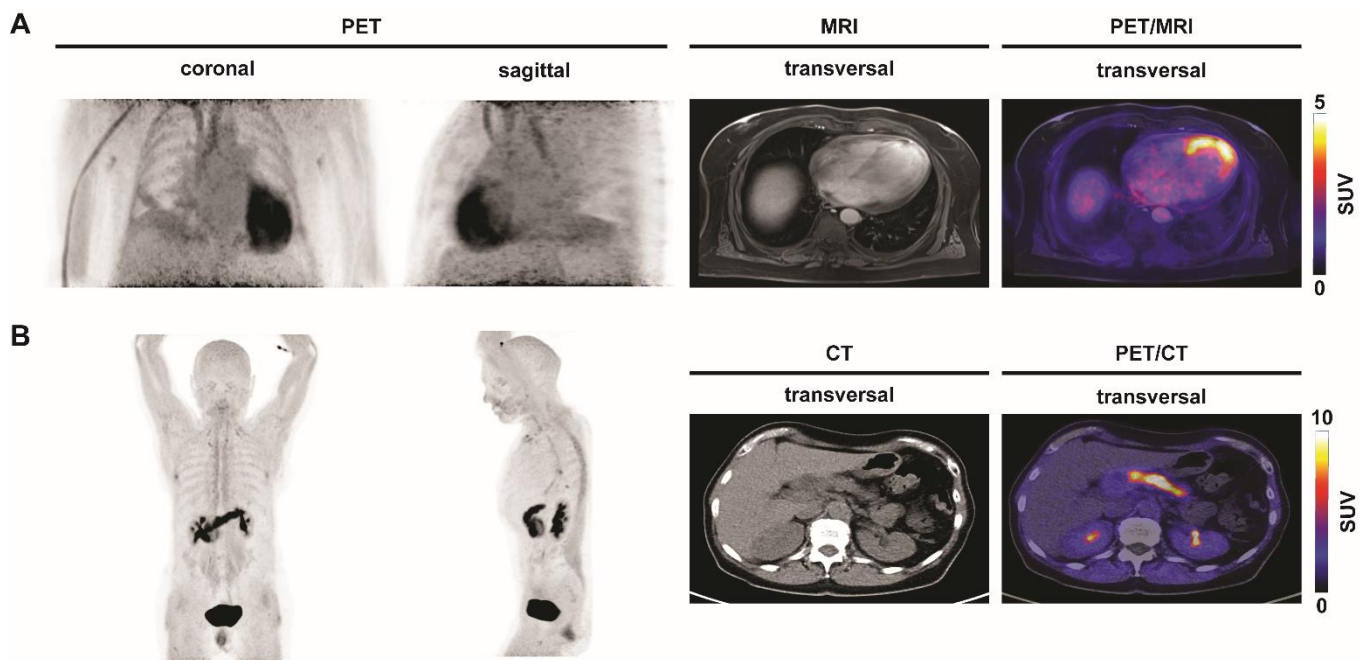 A
PET
MRI
PET/MRI
coronal
sagittal
transversal
transversal
5
SUV
0
B
CT
PET/CT
transversal
transversal
10
SUV
0